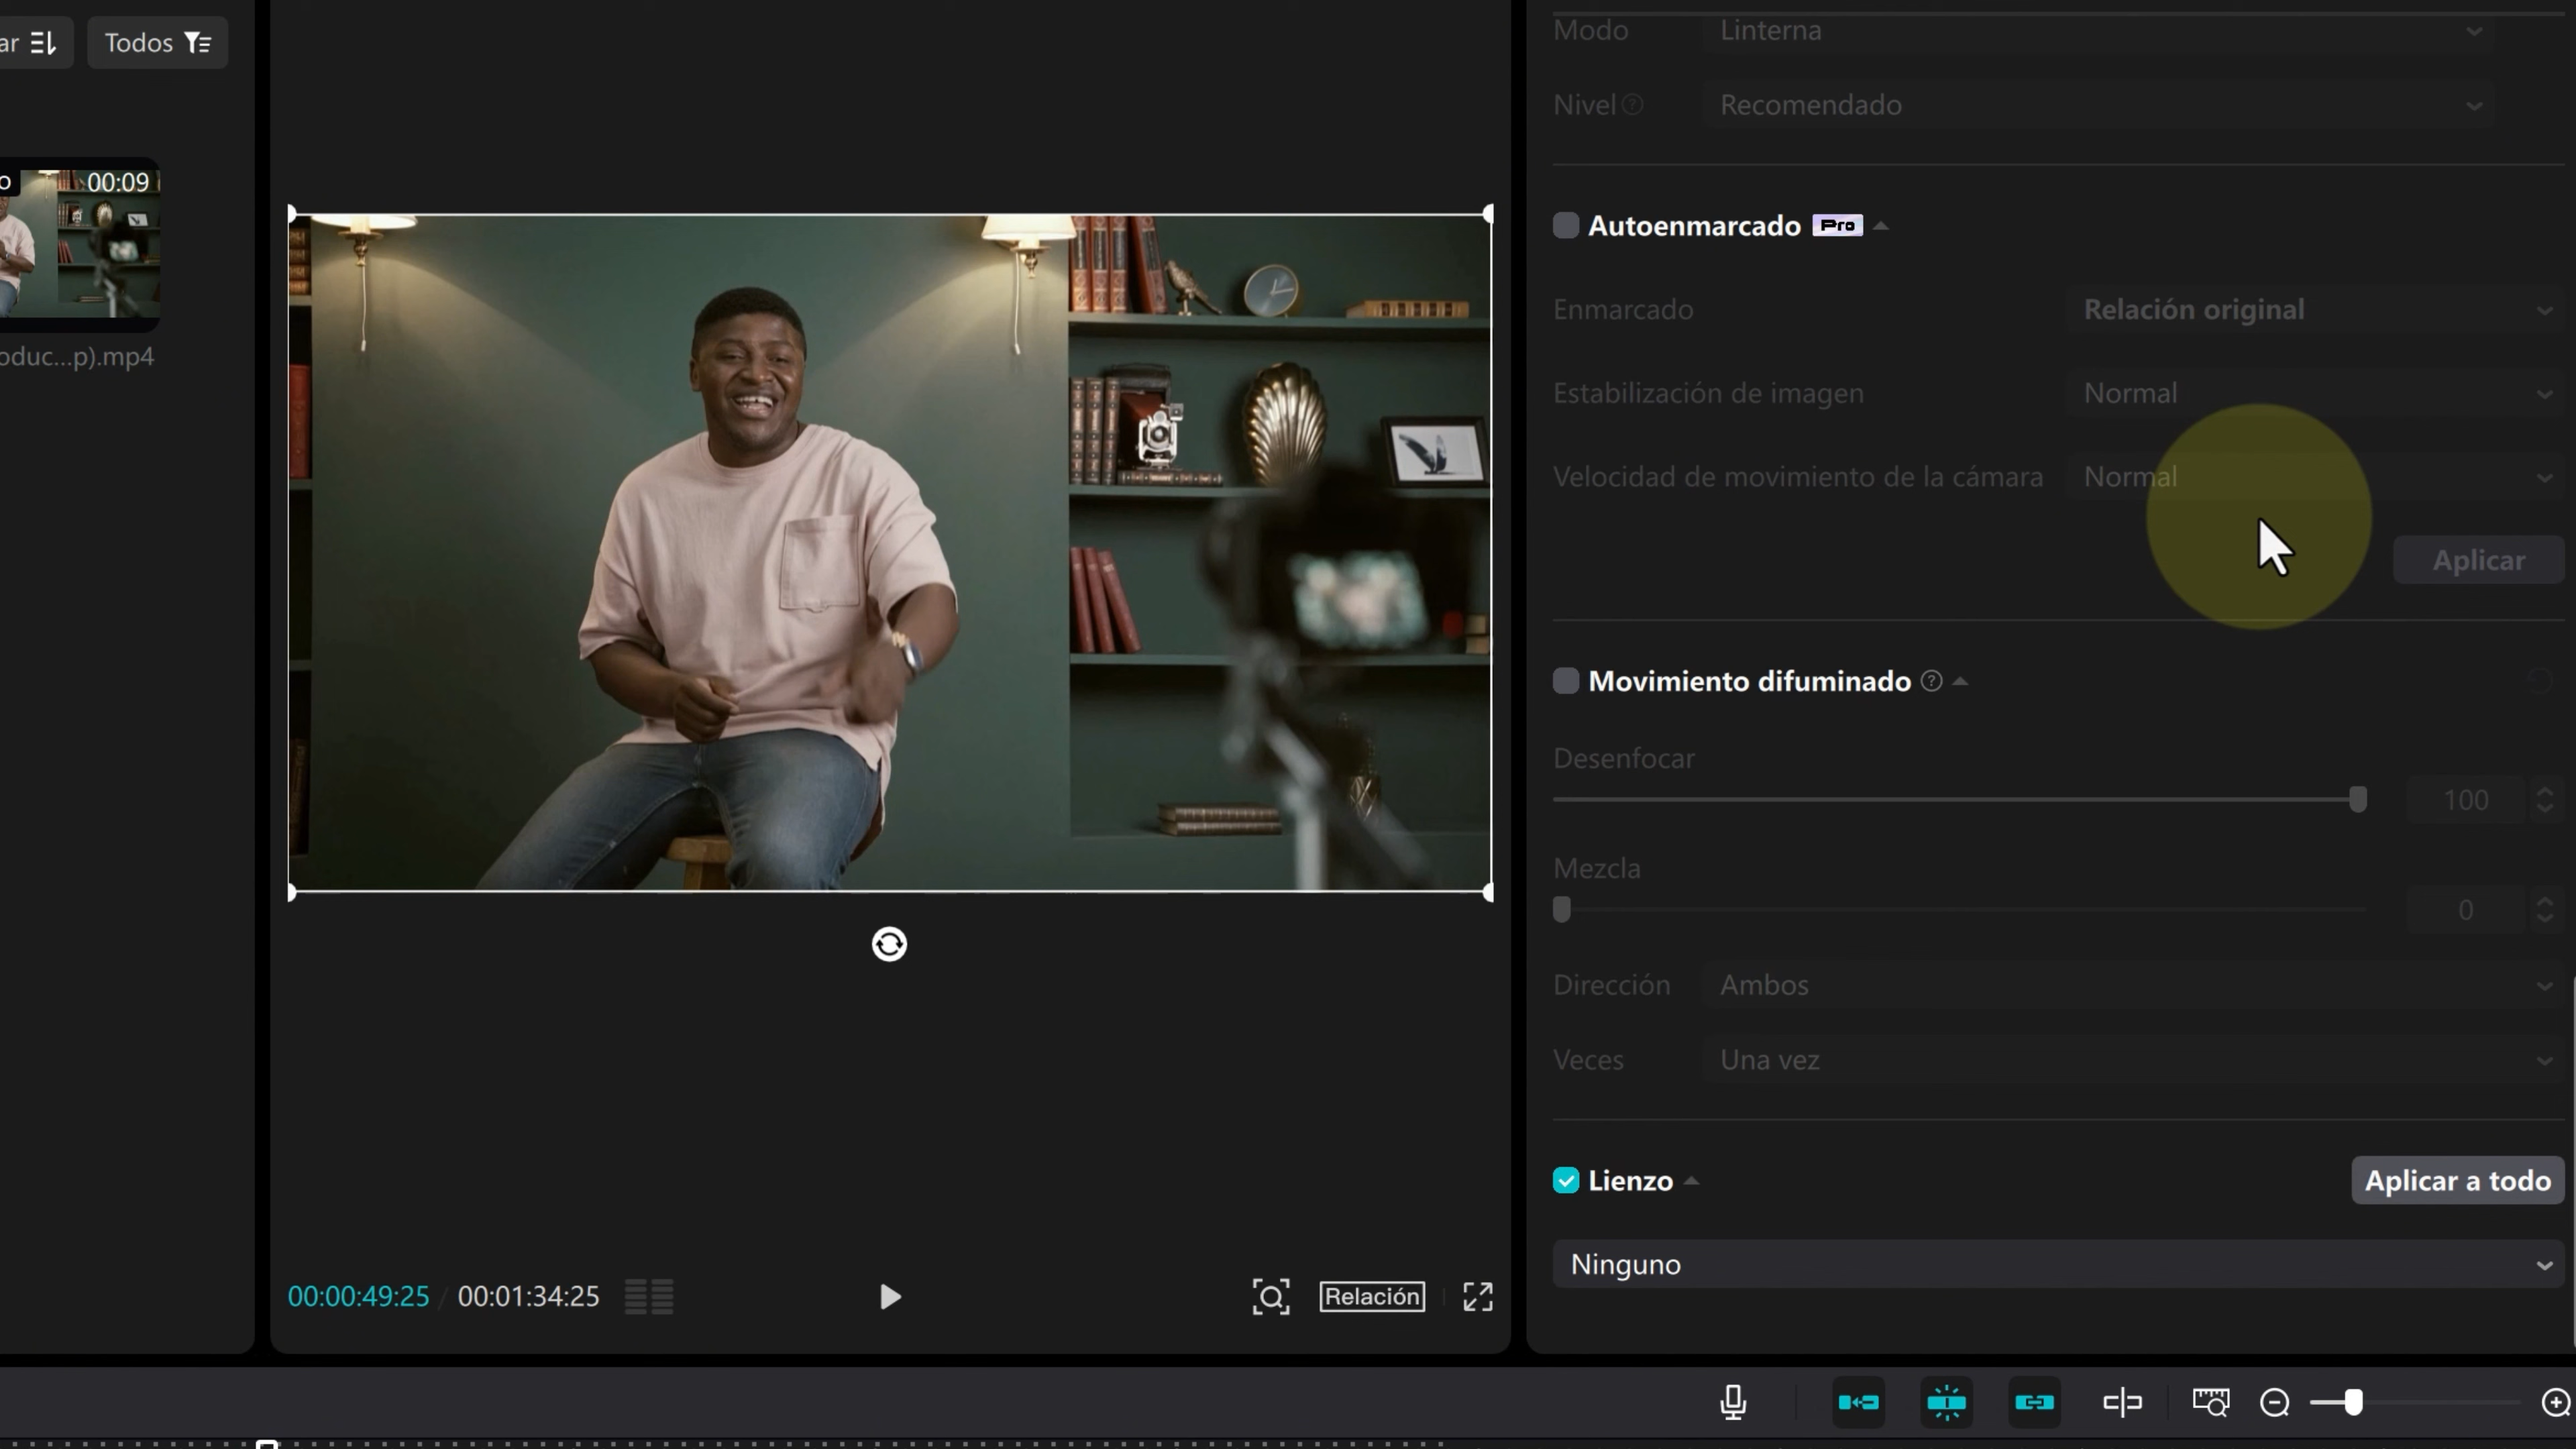 ar
Todos
00:09
oduc...p).mp4
00:00:49:25 / 00:01:34:25
Relación
Modo Linterna
Nivel Recomendado
Autoenmarcado Pro
Enmarcado Relación original
Estabilización de imagen Normal
Velocidad de movimiento de la cámara Normal
Aplicar
Movimiento difuminado
Desenfocar
100
Mezcla
0
Dirección Ambos
Veces Una vez
Lienzo Aplicar a todo
Ninguno